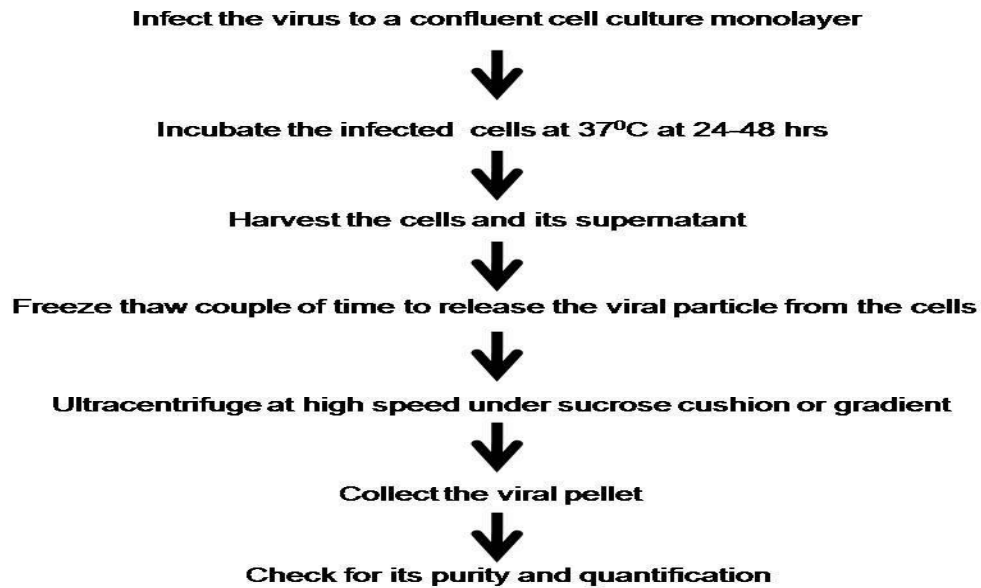 Infect the virus to a confluent cell culture monolayer
Incubate the infected cells at 37⁰C at 24-48 hrs
Harvest the cells and its supernatant
Freeze thaw couple of time to release the viral particle from the cells
Ultracentrifuge at high speed under sucrose cushion or gradient
Collect the viral pellet
Check for its purity and quantification